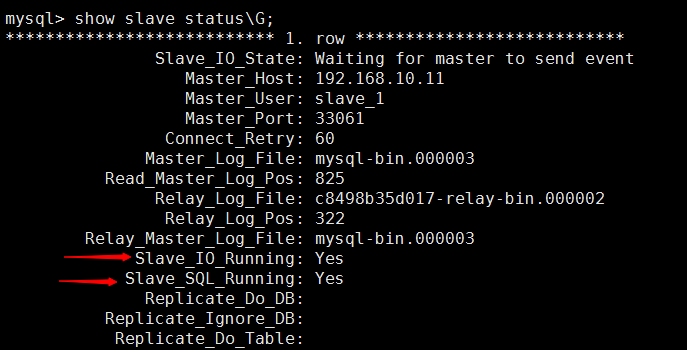 mysql> show slave status\G;
*************************** 1. row ***************************
Slave_IO_State: Waiting for master to send event
Master_Host: 192.168.10.11
Master_User: slave_1
Master_Port: 33061
Connect_Retry: 60
Master_Log_File: mysql-bin.000003
Read_Master_Log_Pos: 825
Relay_Log_File: c8498b35d017-relay-bin.000002
Relay_Log_Pos: 322
Relay_Master_Log_File: mysql-bin.000003
Slave_IO_Running: Yes
Slave_SQL_Running: Yes
Replicate_Do_DB:
Replicate_Ignore_DB:
Replicate_Do_Table: